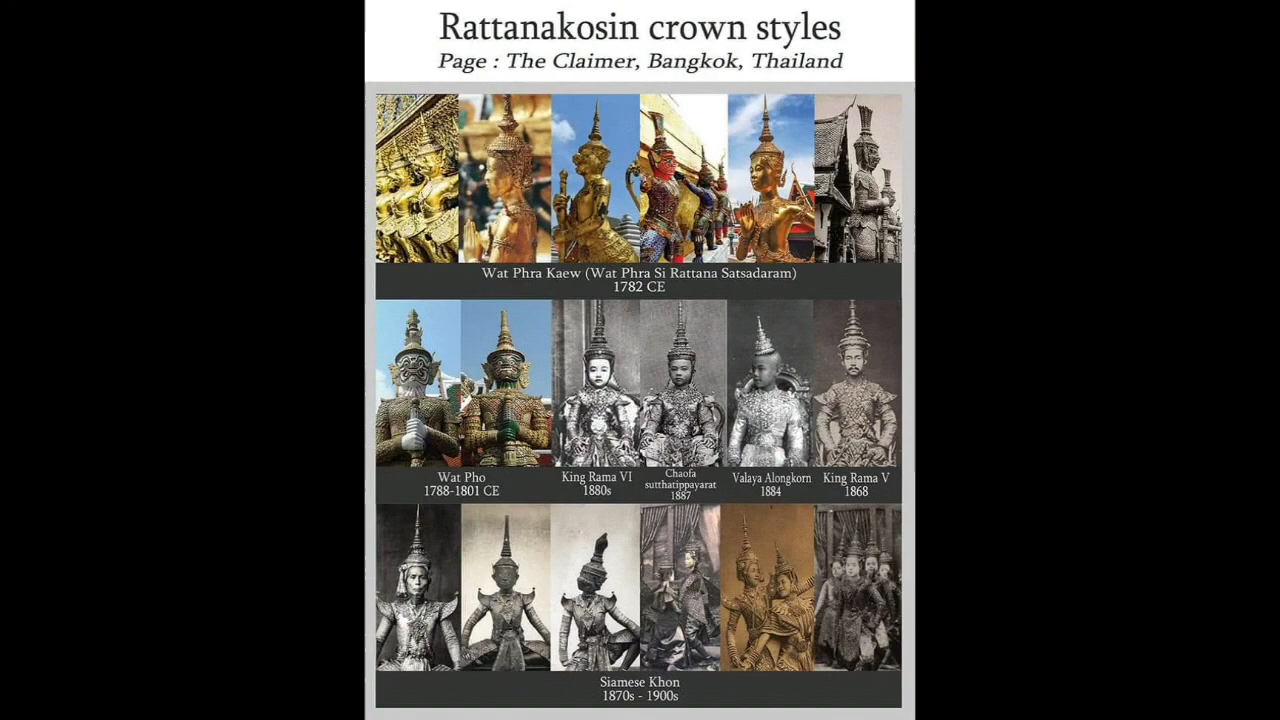 Rattanakosin crown styles
Page : The Claimer, Bangkok, Thailand
Wat Phra Kaew (Wat Phra Si Rattana Satsadaram)
1782 CE
Wat Pho
1788-1801 CE
King Rama VI
1880s
Chaofa
sutthatippayarat
1887
Valaya Alongkorn
1884
King Rama V
1868
Siamese Khon
1870s - 1900s